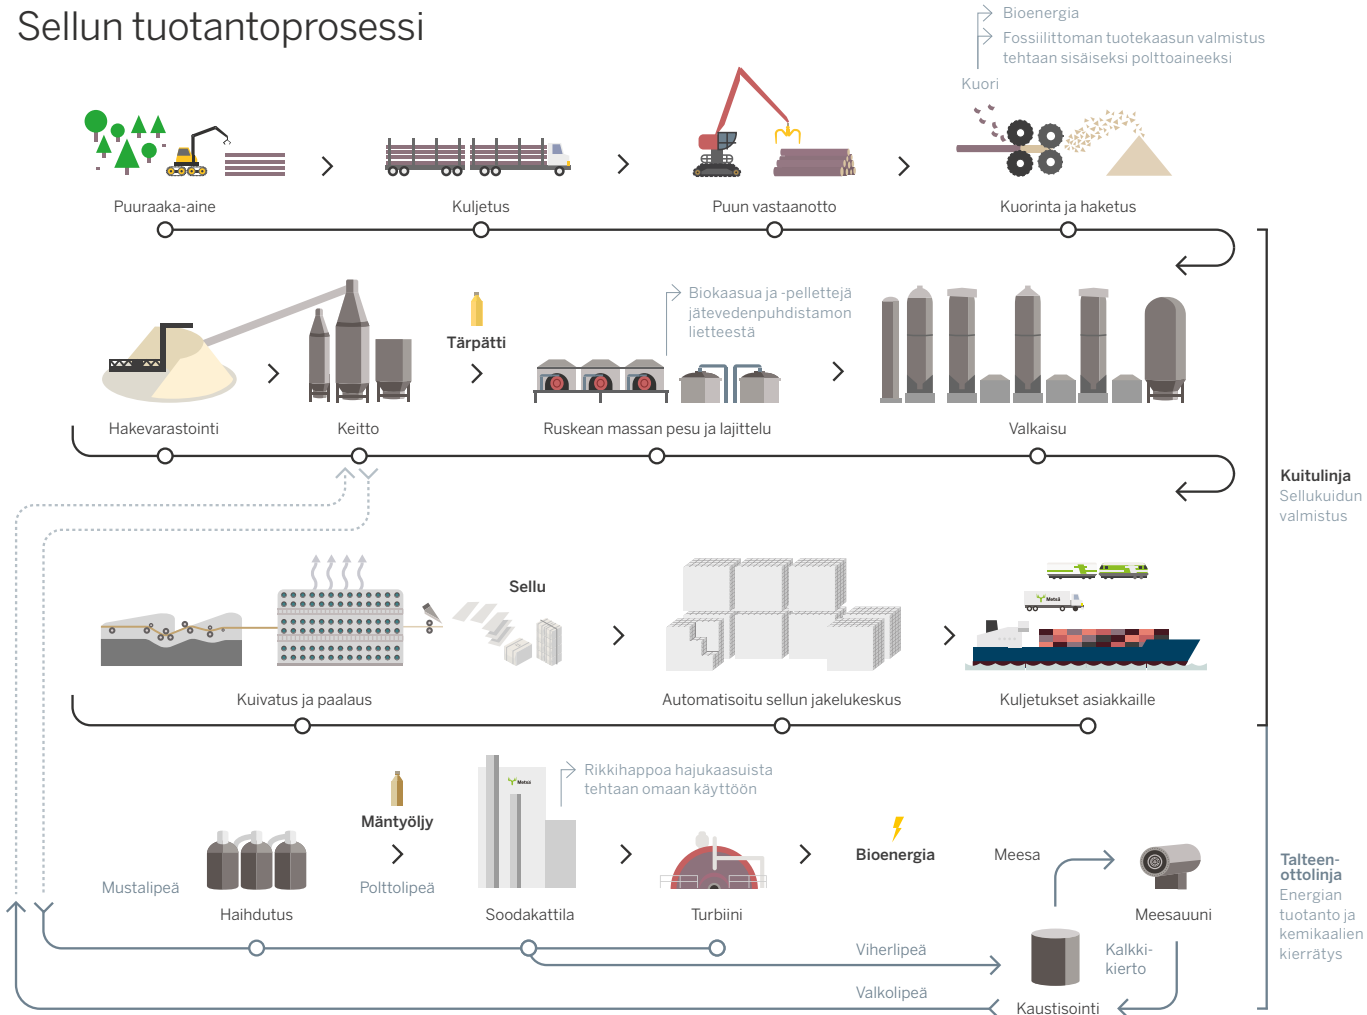 Sellun tuotantoprosessi
Bioenergia
Fossiilittoman tuotekaasun valmistus
tehtaan sisäiseksi polttoaineeksi
Kuori
Puuraaka-aine
Kuljetus
Puun vastaanotto
Kuorinta ja haketus
Tärpätti
Biokaasua ja -pellettejä
jätevedenpuhdistamon
lietteestä
Hakevarastointi
Keitto
Ruskean massan pesu ja lajittelu
Valkaisu
Kuitulinja
Sellukuidun
valmistus
Sellu
Metsä
Kuivatus ja paalaus
Automatisoitu sellun jakelukeskus
Kuljetukset asiakkaille
Mäntyöljy
Metsä
Rikkihappoa hajukaasuista
tehtaan omaan käyttöön
Bioenergia
Meesa
Mustalipeä
Polttolipeä
Haihdutus
Soodakattila
Turbiini
Meesauuni
Talteen-
ottolinja
Energian
tuotanto ja
kemikaalien
kierrätys
Viherlipeä
Kalkki-
kierto
Valkolipeä
Kaustisointi